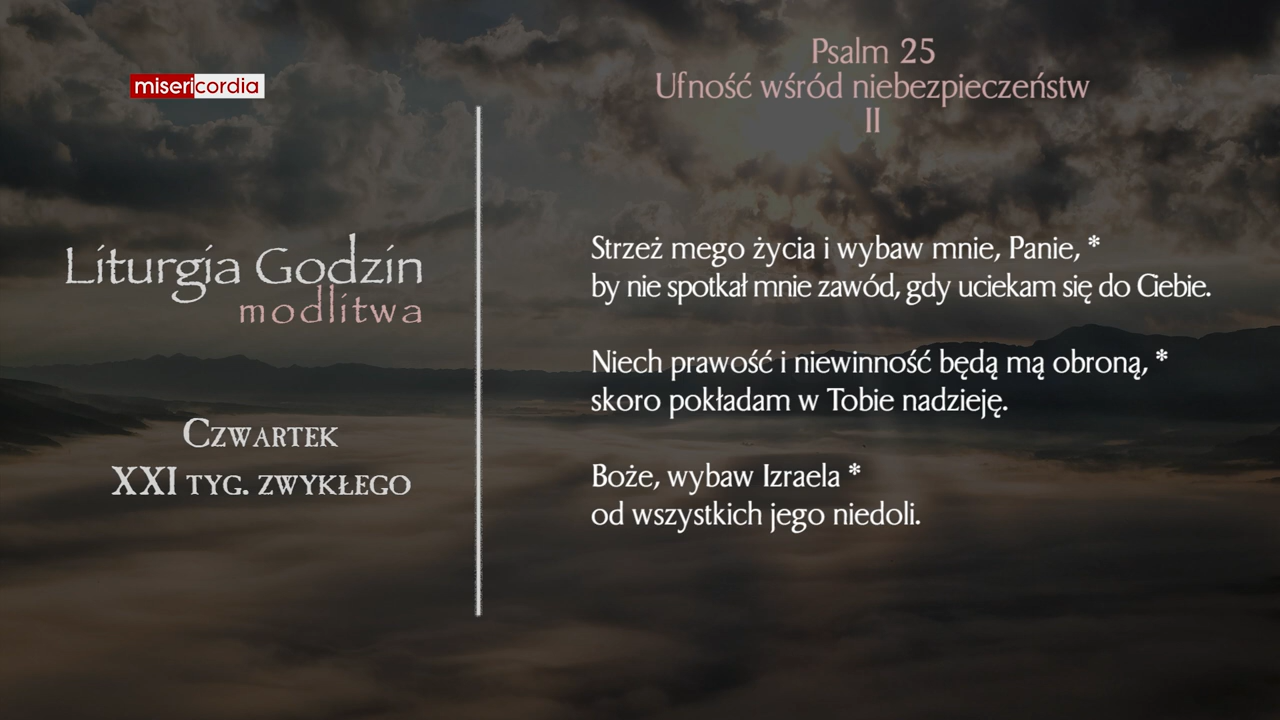 misericordia
Liturgia Godzin
modlitwa
Czwartek
XXI tyg. zwykłego
Psalm 25
Ufność wśród niebezpieczeństw
II
Strzeż mego życia i wybaw mnie, Panie, *
by nie spotkał mnie zawód, gdy uciekam się do Ciebie.
Niech prawość i niewinność będą mą obroną, *
skoro pokładam w Tobie nadzieję.
Boże, wybaw Izraela *
od wszystkich jego niedoli.